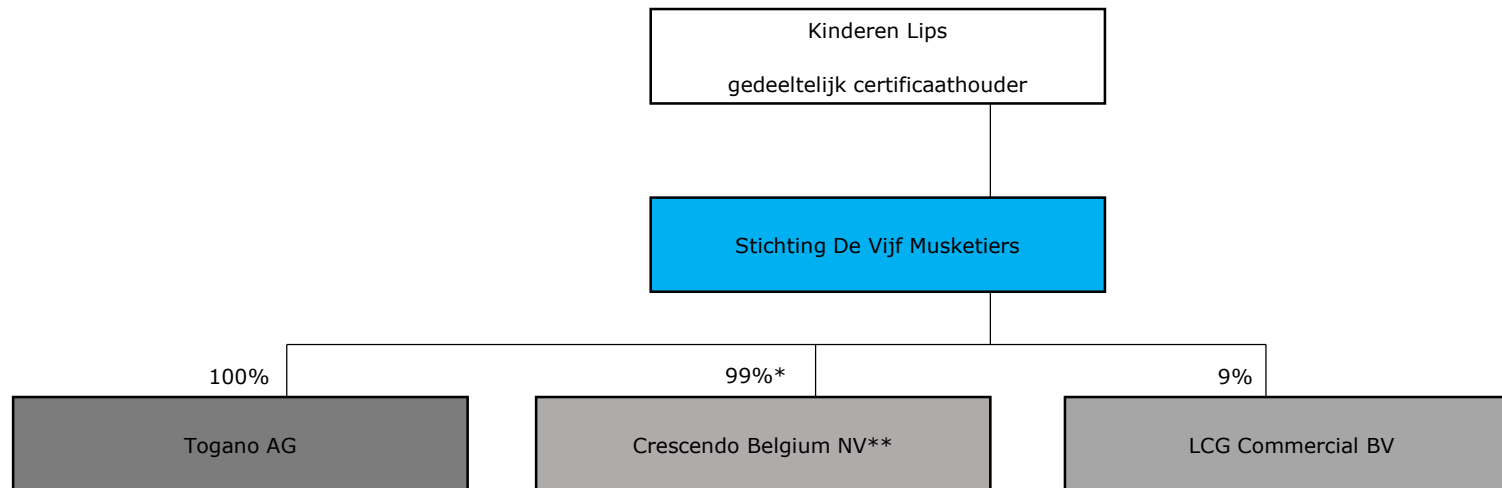 Kinderen Lips
gedeeltelijk certificaathouder
Stichting De Vijf Musketiers
100%
99%*
9%
Togano AG
Crescendo Belgium NV**
LCG Commercial BV